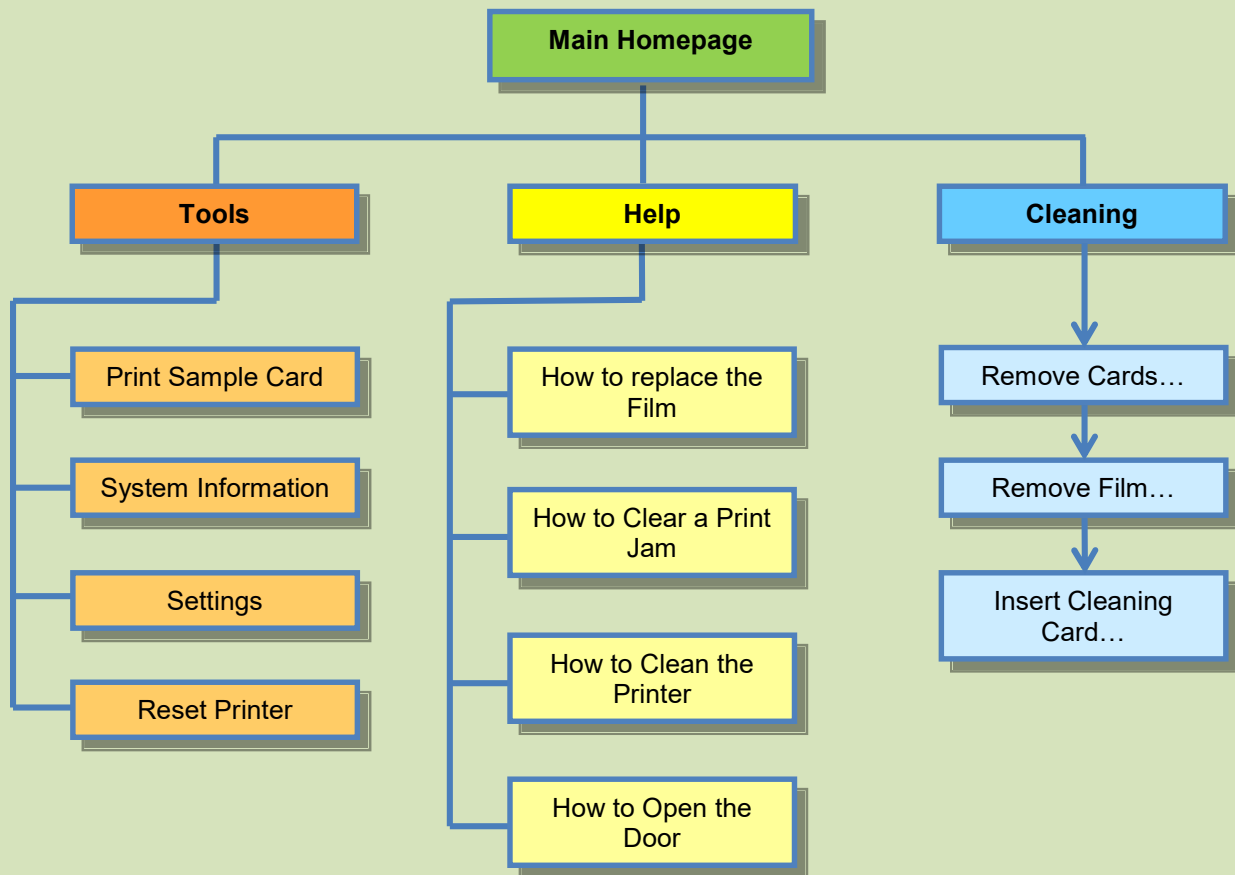 Main Homepage
Tools
Help
Cleaning
Print Sample Card
System Information
Settings
Reset Printer
How to replace the
Film
How to Clear a Print
Jam
How to Clean the
Printer
How to Open the
Door
Remove Cards…
Remove Film…
Insert Cleaning
Card…